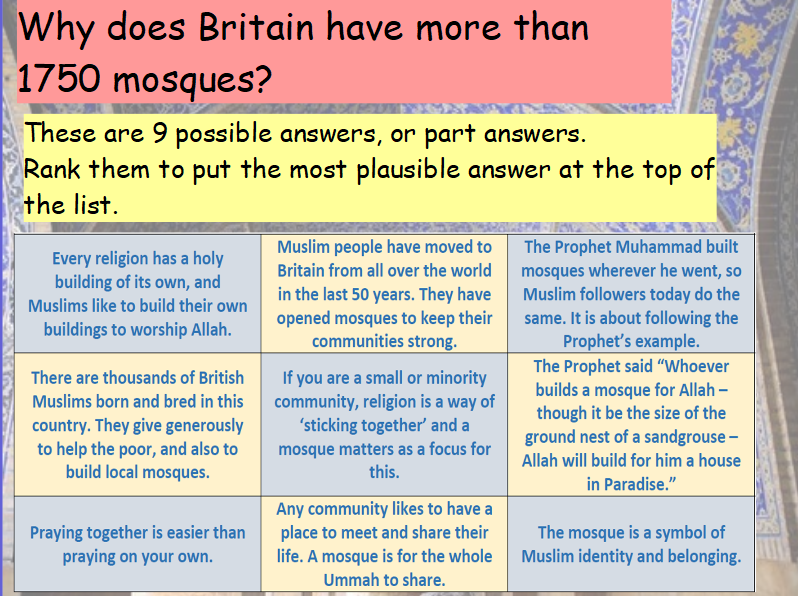 Why does Britain have more than
1750 mosques?
These are 9 possible answers, or part answers.
Rank them to put the most plausible answer at the top of
the list.
Every religion has a holy
building of its own, and
Muslims like to build their own
buildings to worship Allah.
Muslim people have moved to
Britain from all over the world
in the last 50 years. They have
opened mosques to keep their
communities strong.
The Prophet Muhammad built
mosques wherever he went, so
Muslim followers today do the
same. It is about following the
Prophet’s example.
There are thousands of British
Muslims born and bred in this
country. They give generously
to help the poor, and also to
build local mosques.
If you are a small or minority
community, religion is a way of
‘sticking together’ and a
mosque matters as a focus for
this.
The Prophet said “Whoever
builds a mosque for Allah –
though it be the size of the
ground nest of a sandgrouse –
Allah will build for him a house
in Paradise.”
Praying together is easier than
praying on your own.
Any community likes to have a
place to meet and share their
life. A mosque is for the whole
Ummah to share.
The mosque is a symbol of
Muslim identity and belonging.